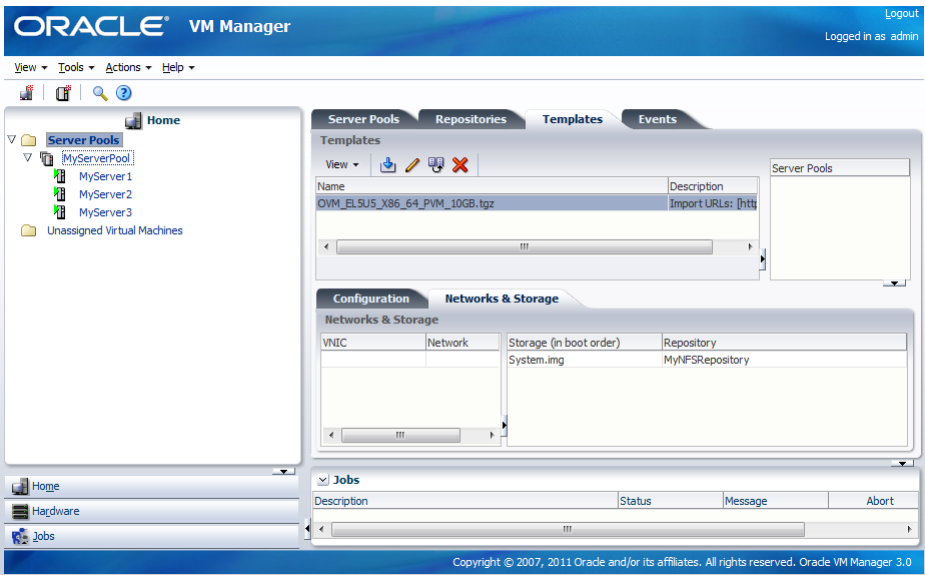 ORACLE® VM Manager
Logout
Logged in as admin
View Tools Actions Help
Home
Server Pools
MyServerPool
MyServer1
MyServer2
MyServer3
Unassigned Virtual Machines
Home
Hardware
Jobs
Server Pools Repositories Templates Events
Templates
View
Name Description
OVM_EL5U5_X86_64_PVM_10GB.tgz Import URLs: [http
Server Pools
Configuration Networks & Storage
Networks & Storage
VNIC Network Storage (in boot order) Repository
System.img MyNFSRepository
Jobs
Description Status Message Abort
Copyright © 2007, 2011 Oracle and/or its affiliates. All rights reserved. Oracle VM Manager 3.0